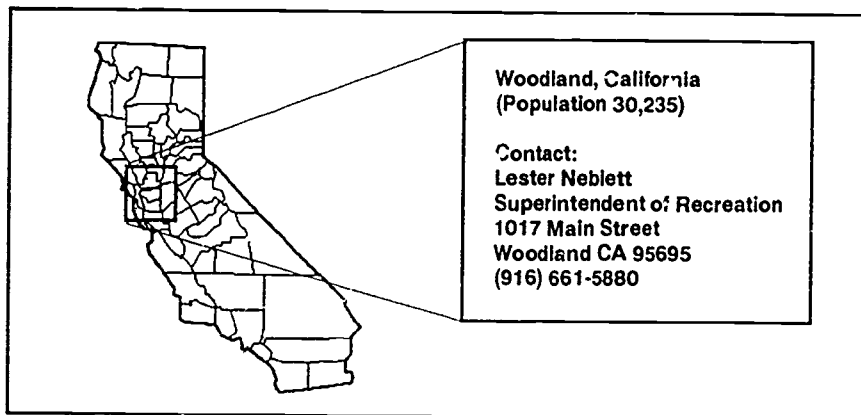 Woodland, California
(Population 30,235)
Contact:
Lester Neblett
Superintendent of Recreation
1017 Main Street
Woodland CA 95695
(916) 661-5880